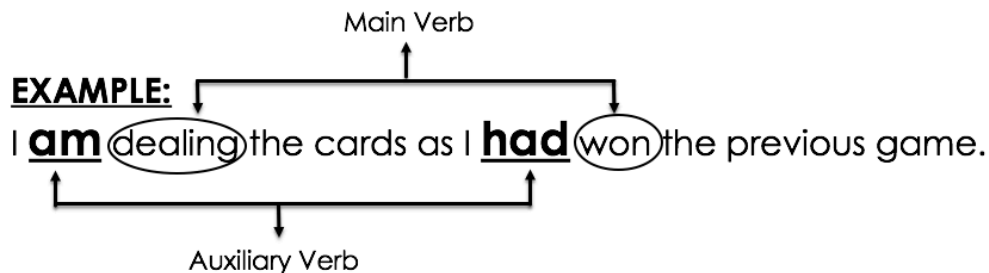 Main Verb
EXAMPLE:
I am dealing the cards as I had won the previous game.
Auxiliary Verb